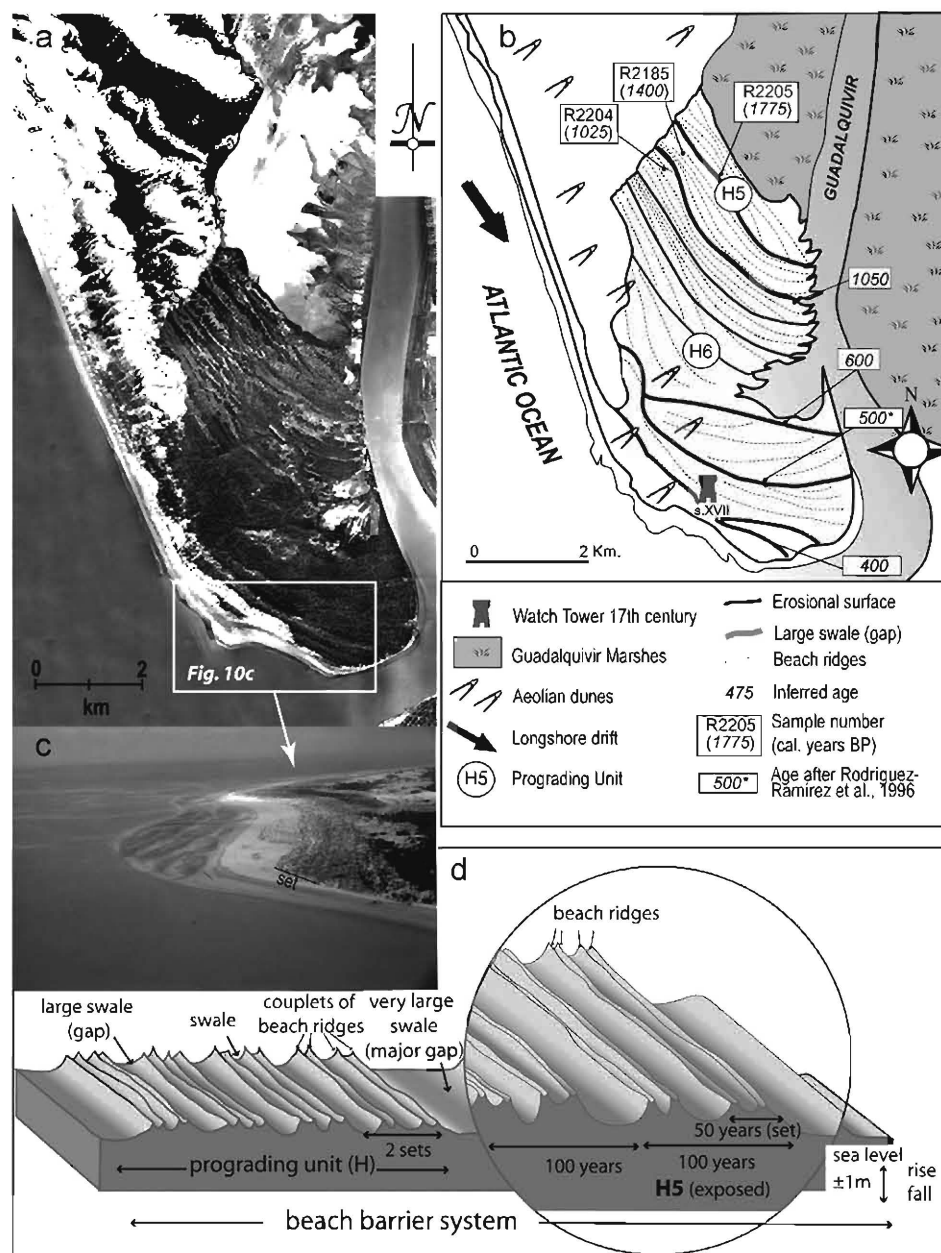 a
N
Fig. 10c
0 2
km
b
R2185
(1400)
R2205
(1775)
R2204
(1025)
H5
GUADALQUIVIR
ATLANTIC OCEAN
1050
H6
600
500*
N
s.XVII
400
0 2 Km.
Watch Tower 17th century
Guadalquivir Marshes
Aeolian dunes
Longshore drift
H5 Prograding Unit
Erosional surface
Large swale (gap)
Beach ridges
475 Inferred age
R2205
(1775)
Sample number
(cal. years BP)
500* Age after Rodriguez-
Ramírez et al., 1996
c
set
d
beach ridges
large swale
(gap)
swale
couplets of
beach ridges
very large
swale
(major gap)
2 sets
prograding unit (H)
50 years (set)
100 years
100 years
H5 (exposed)
sea level
±1m
rise
fall
beach barrier system